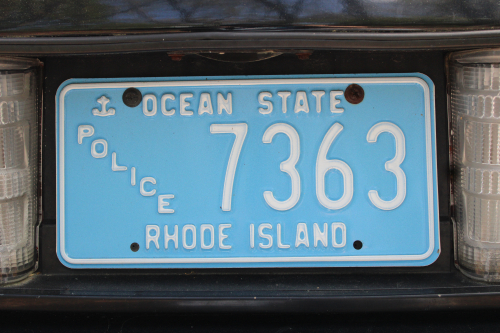 OCEAN STATE
POLICE 7363
RHODE ISLAND